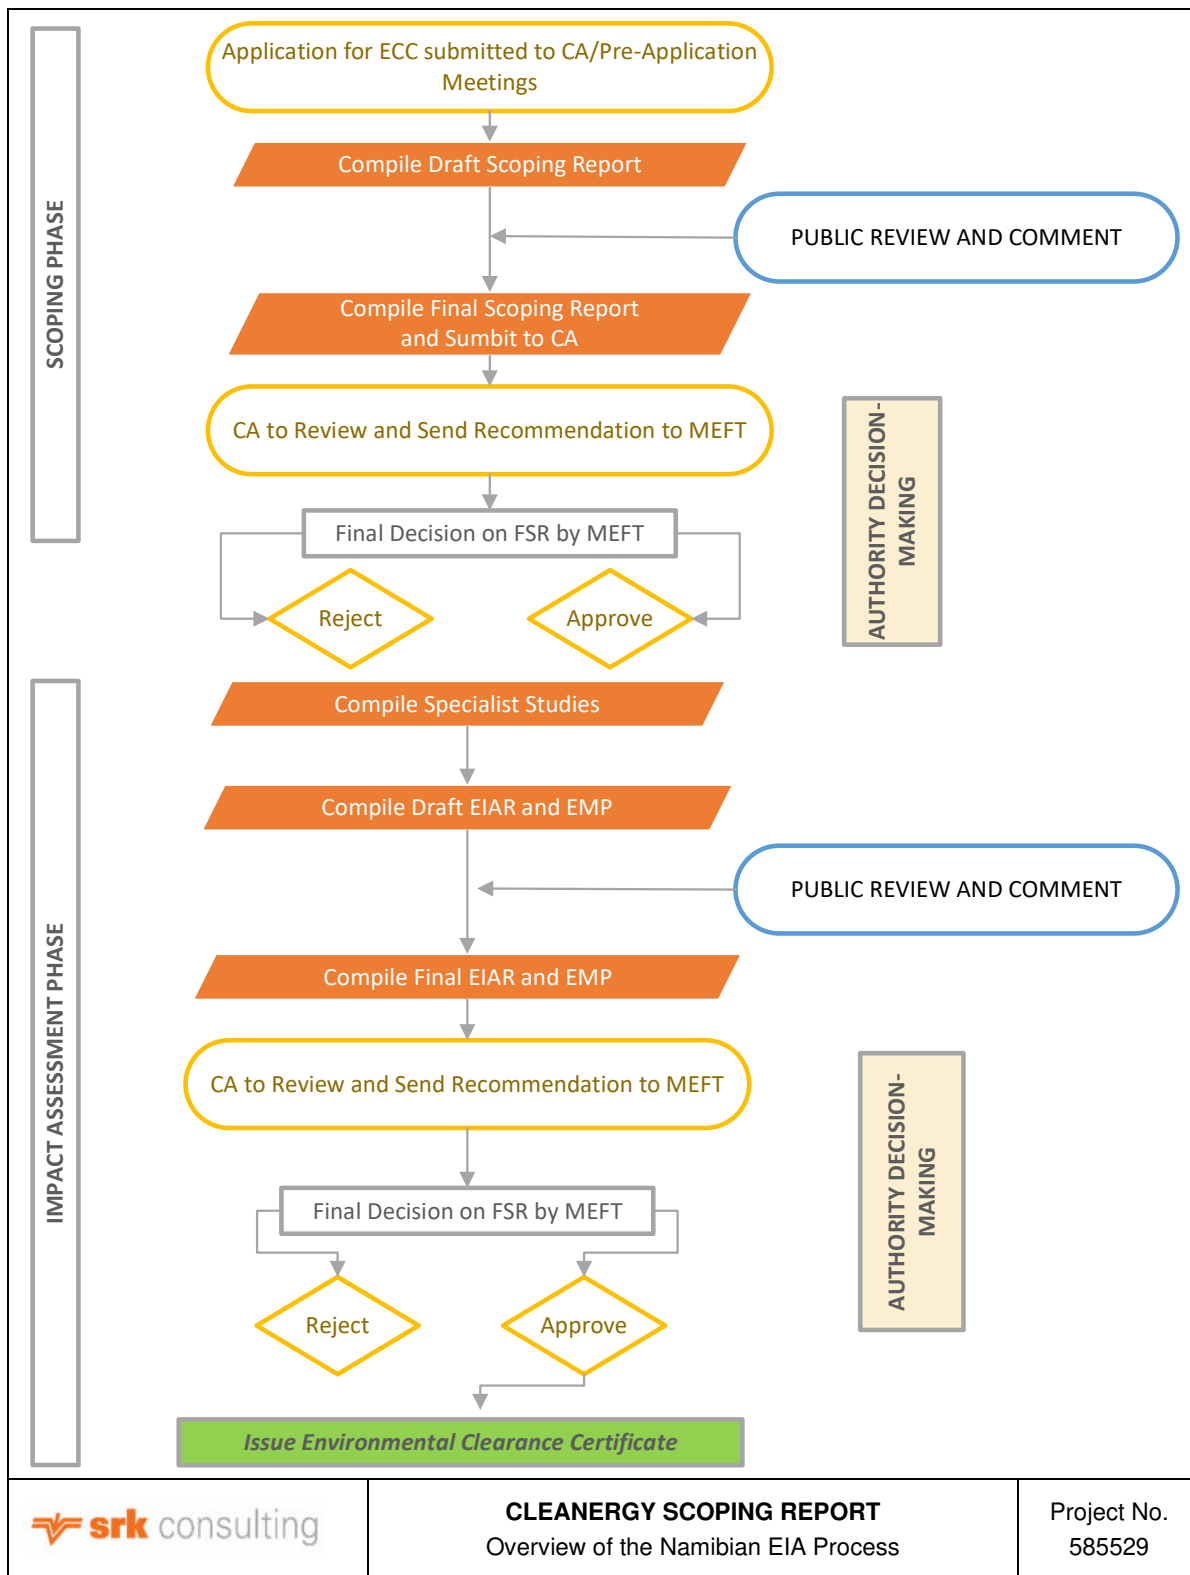 Application for ECC submitted to CA/Pre-Application
Meetings
Compile Draft Scoping Report
PUBLIC REVIEW AND COMMENT
Compile Final Scoping Report
and Sumbit to CA
SCOPING PHASE
CA to Review and Send Recommendation to MEFT
AUTHORITY DECISION-
MAKING
Final Decision on FSR by MEFT
Reject
Approve
Compile Specialist Studies
Compile Draft EIAR and EMP
PUBLIC REVIEW AND COMMENT
Compile Final EIAR and EMP
IMPACT ASSESSMENT PHASE
CA to Review and Send Recommendation to MEFT
AUTHORITY DECISION-
MAKING
Final Decision on FSR by MEFT
Reject
Approve
Issue Environmental Clearance Certificate
srk consulting
CLEANERGY SCOPING REPORT
Overview of the Namibian EIA Process
Project No.
585529